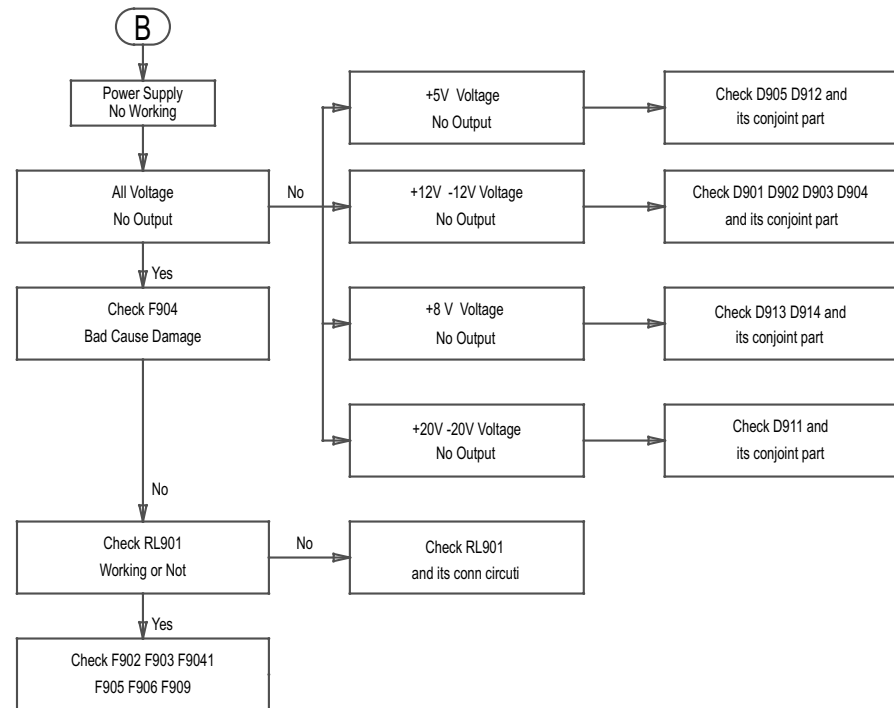 B
Power Supply
No Working
All Voltage
No Output
No
Yes
+5V Voltage
No Output
Check D905 D912 and
its conjoint part
+12V -12V Voltage
No Output
Check D901 D902 D903 D904
and its conjoint part
+8 V Voltage
No Output
Check D913 D914 and
its conjoint part
+20V -20V Voltage
No Output
Check D911 and
its conjoint part
Check F904
Bad Cause Damage
No
Check RL901
Working or Not
No
Check RL901
and its conn circuti
Yes
Check F902 F903 F9041
F905 F906 F909